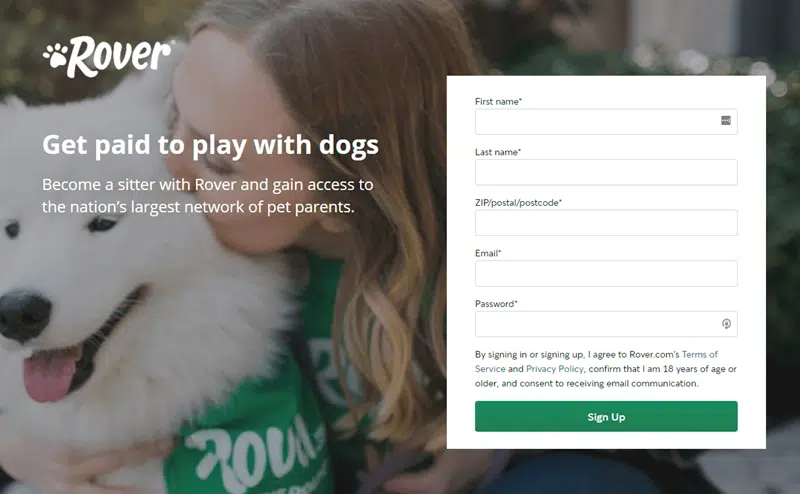 Rover
Get paid to play with dogs
Become a sitter with Rover and gain access to
the nation's largest network of pet parents.
First name*
Last name*
ZIP/postal/postcode*
Email*
Password*
By signing in or signing up, I agree to Rover.com's Terms of
Service and Privacy Policy, confirm that I am 18 years of age or
older, and consent to receiving email communication.
Sign Up
Rover